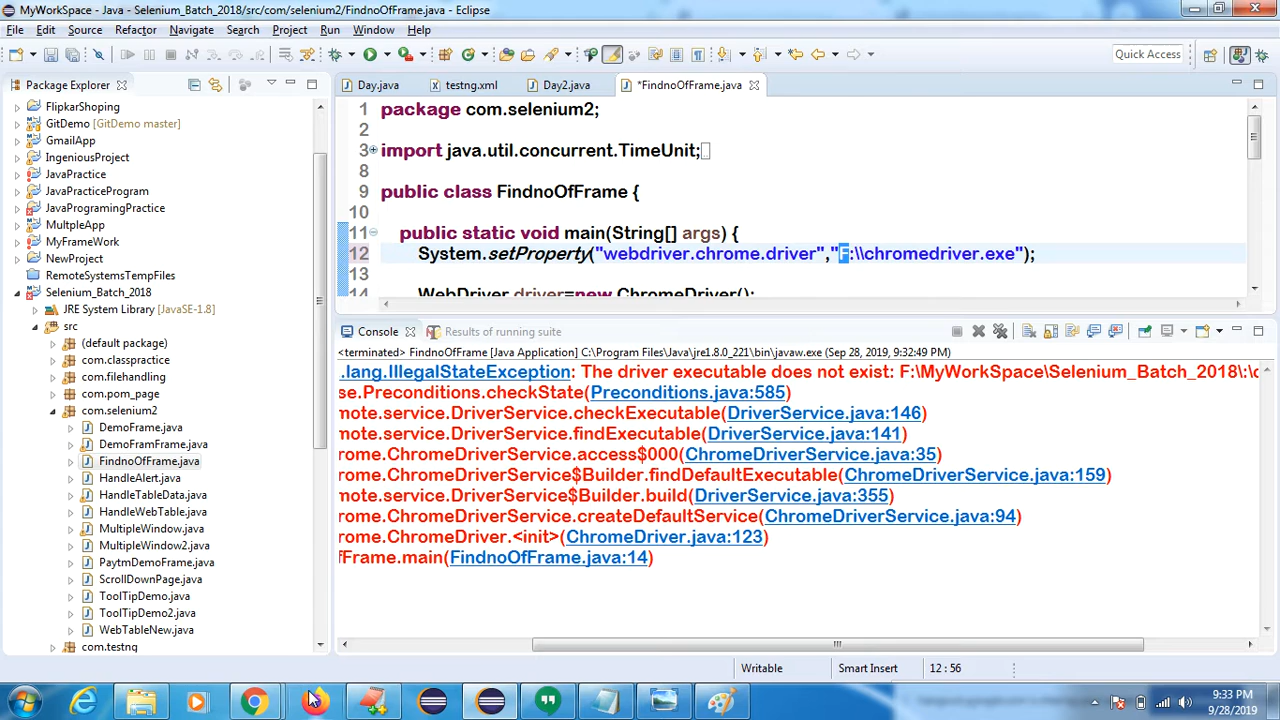 MyWorkSpace - Java - Selenium_Batch_2018/src/com/selenium2/FindnoOfFrame.java - Eclipse
File Edit Source Refactor Navigate Search Project Run Window Help
Quick Access
Package Explorer
Day.java testng.xml Day2.java *FindnoOfFrame.java
FlipkarShoping
GitDemo (GitDemo master)
GmailApp
IngeniousProject
JavaPractice
JavaPracticeProgram
JavaProgramingPractice
MultpleApp
MyFrameWork
NewProject
RemoteSystemsTempFiles
Selenium_Batch_2018
JRE System Library [JavaSE-1.8]
src
(default package)
com.classpractice
com.filehandling
com.pom_page
com.selenium2
DemoFrame.java
DemoFramFrame.java
FindnoOfFrame.java
HandleAlert.java
HandleTableData.java
HandleWebTable.java
MultipleWindow.java
MultipleWindow2.java
PaytmDemoFrame.java
ScrollDownPage.java
ToolTipDemo.java
ToolTipDemo2.java
WebTableNew.java
com.testng
1 package com.selenium2;
2
3 import java.util.concurrent.TimeUnit;
8
9 public class FindnoOfFrame {
10
11 public static void main(String[] args) {
12 System.setProperty("webdriver.chrome.driver","F:\\chromedriver.exe");
13
14 WebDriver driver=new ChromeDriver();
Console Results of running suite
<terminated> FindnoOfFrame [Java Application] C:\Program Files\Java\jre1.8.0_221\bin\javaw.exe (Sep 28, 2019, 9:32:49 PM)
.lang.IllegalStateException: The driver executable does not exist: F:\MyWorkSpace\Selenium_Batch_2018\:\c
se.Preconditions.checkState(Preconditions.java:585)
mote.service.DriverService.checkExecutable(DriverService.java:146)
mote.service.DriverService.findExecutable(DriverService.java:141)
rome.ChromeDriverService.access$000(ChromeDriverService.java:35)
rome.ChromeDriverService$Builder.findDefaultExecutable(ChromeDriverService.java:159)
mote.service.DriverService$Builder.build(DriverService.java:355)
rome.ChromeDriverService.createDefaultService(ChromeDriverService.java:94)
rome.ChromeDriver.<init>(ChromeDriver.java:123)
fFrame.main(FindnoOfFrame.java:14)
Writable Smart Insert 12 : 56
9:33 PM
9/28/2019